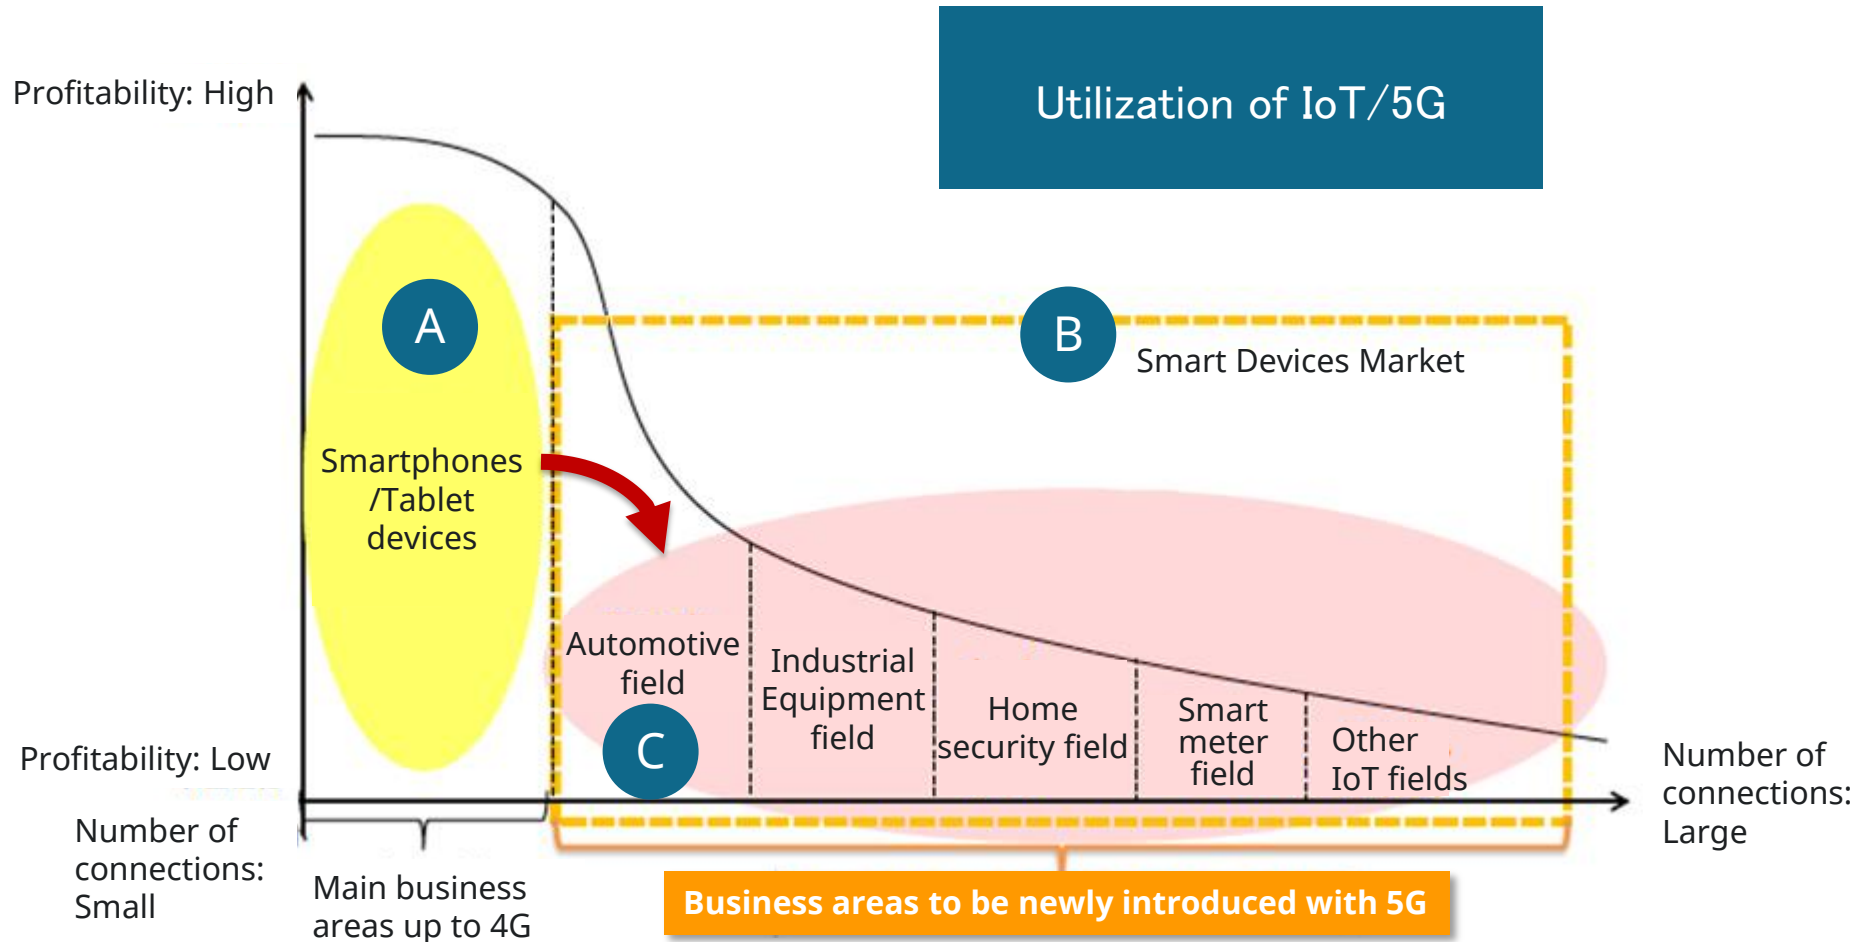 Utilization of IoT/5G
Profitability: High
A
B
Smart Devices Market
Smartphones
/Tablet
devices
Automotive
field
C
Industrial
Equipment
field
Home
security field
Smart
meter
field
Other
IoT fields
Profitability: Low
Number of
connections:
Small
Number of
connections:
Large
Main business
areas up to 4G
Business areas to be newly introduced with 5G